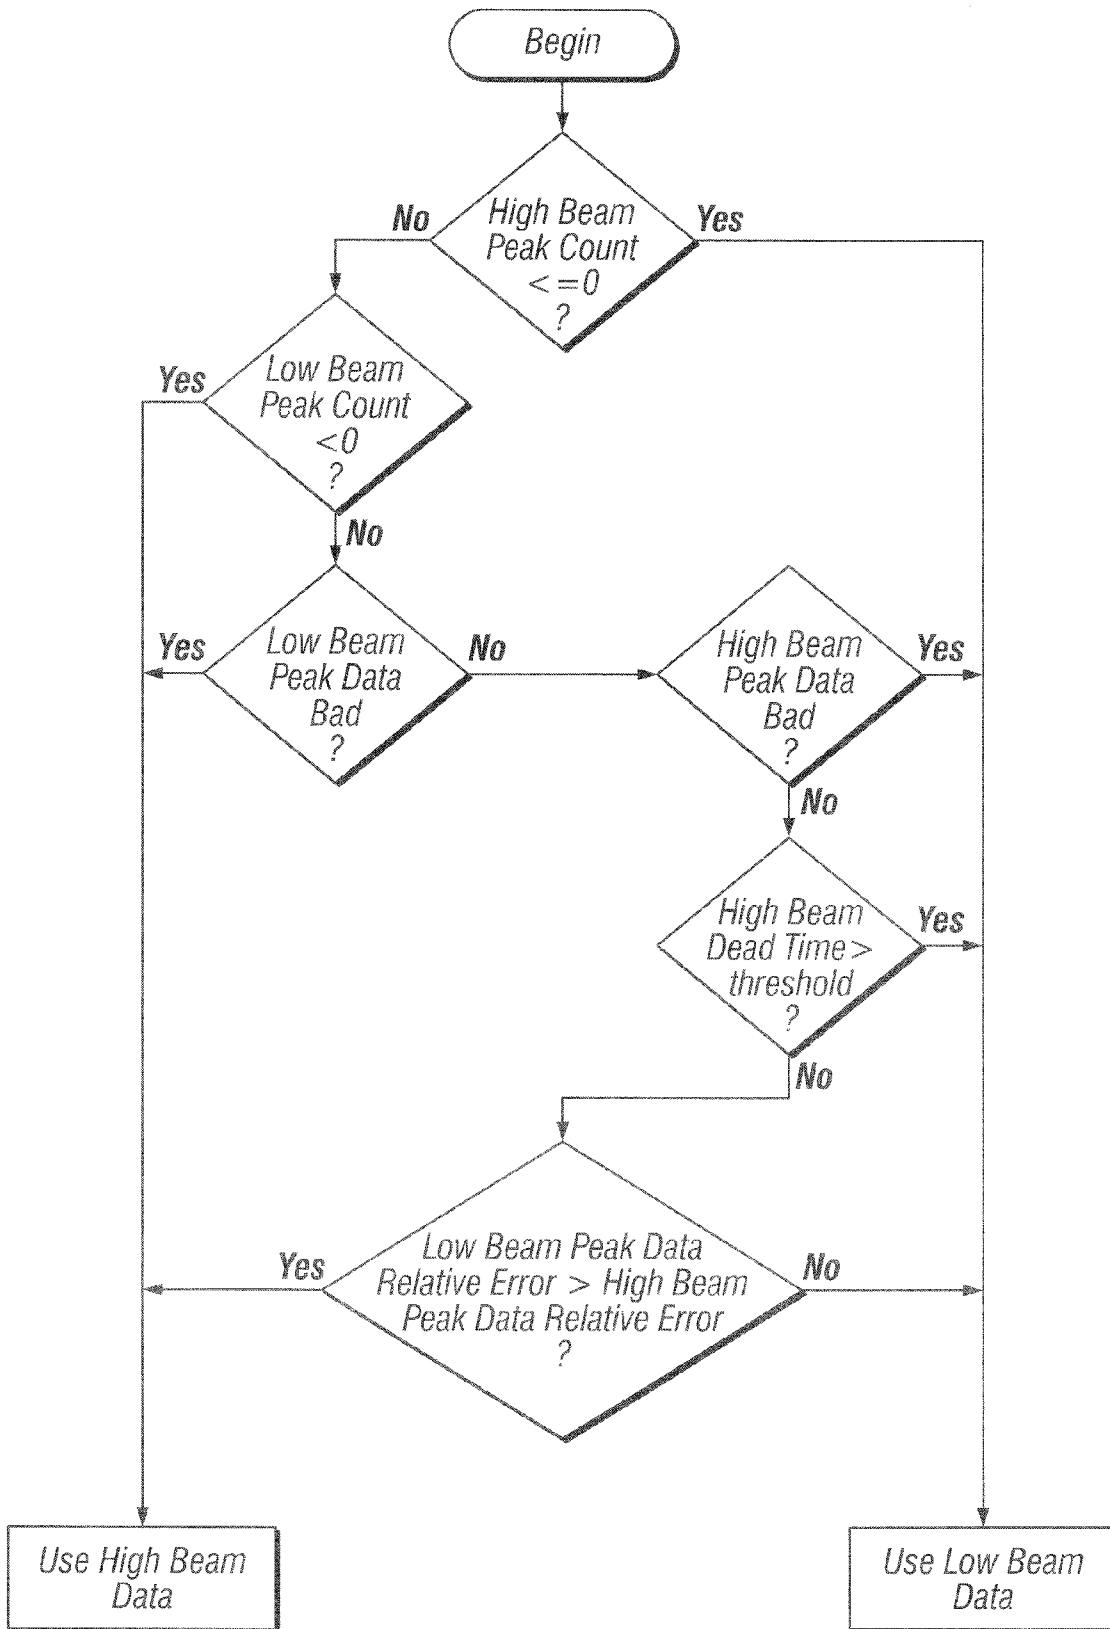 Begin
No
High Beam
Peak Count
<=0
?
Yes
Yes
Low Beam
Peak Count
<0
?
No
Yes
Low Beam
Peak Data
Bad
?
No
High Beam
Peak Data
Bad
?
Yes
No
High Beam
Dead Time>
threshold
?
Yes
No
Yes
Low Beam Peak Data
Relative Error > High Beam
Peak Data Relative Error
?
No
Use High Beam
Data
Use Low Beam
Data